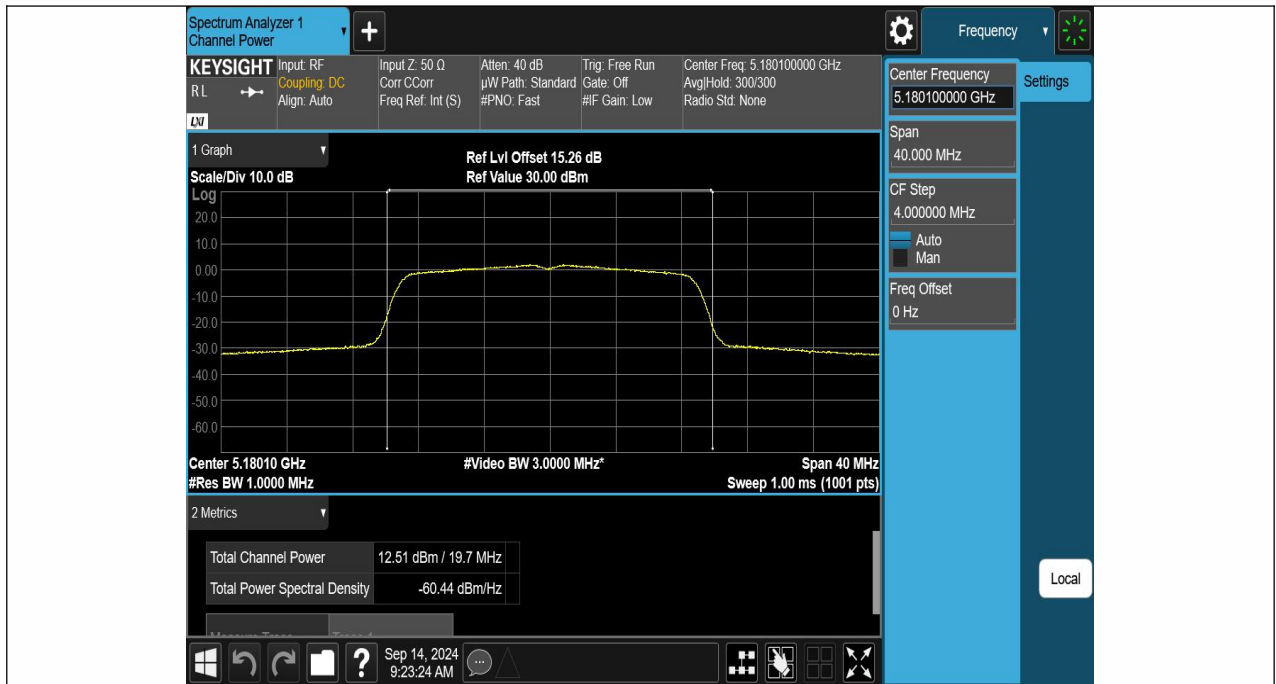 Spectrum Analyzer 1
Channel Power
+
Frequency
KEYSIGHT
R L
LXI
Input: RF
Coupling: DC
Align: Auto
Input Z: 50 Ω
Corr CCorr
Freq Ref: Int (S)
Atten: 40 dB
µW Path: Standard
#PNO: Fast
Trig: Free Run
Gate: Off
#IF Gain: Low
Center Freq: 5.180100000 GHz
Avg|Hold: 300/300
Radio Std: None
Center Frequency
5.180100000 GHz
Settings
Span
40.000 MHz
CF Step
4.000000 MHz
Auto
Man
Freq Offset
0 Hz
1 Graph
Scale/Div 10.0 dB
Ref Lvl Offset 15.26 dB
Ref Value 30.00 dBm
Log
20.0
10.0
0.00
-10.0
-20.0
-30.0
-40.0
-50.0
-60.0
Center 5.18010 GHz
#Res BW 1.0000 MHz
#Video BW 3.0000 MHz*
Span 40 MHz
Sweep 1.00 ms (1001 pts)
2 Metrics
Total Channel Power 12.51 dBm / 19.7 MHz
Total Power Spectral Density -60.44 dBm/Hz
Local
?
Sep 14, 2024
9:23:24 AM